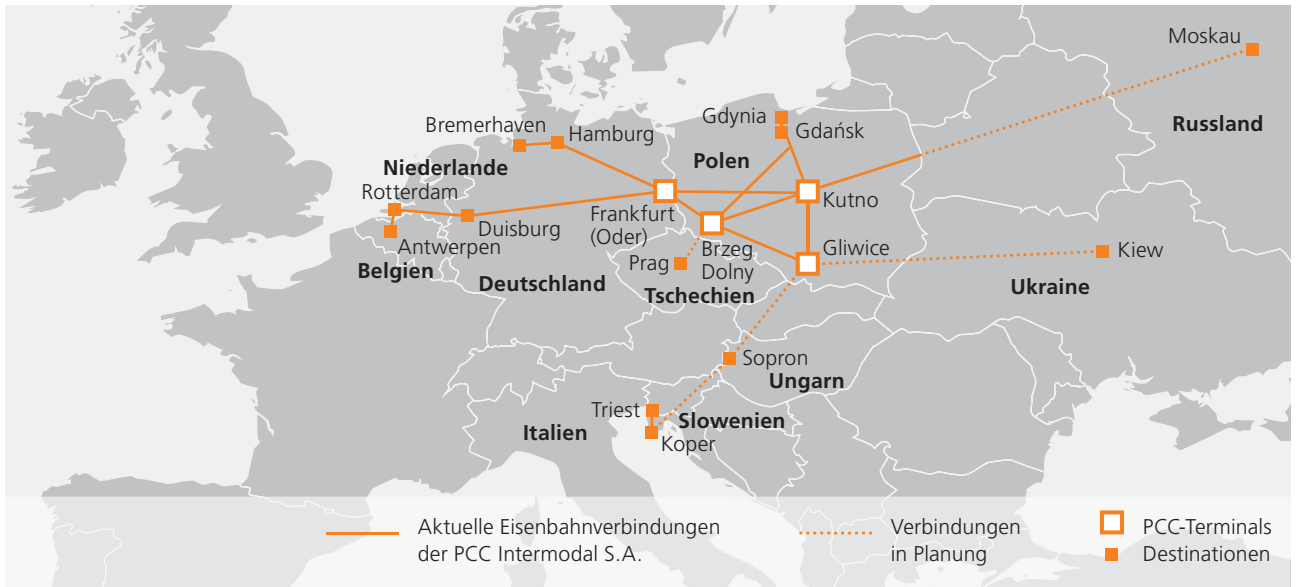 Moskau
Russland
Gdynia
Gdańsk
Bremerhaven
Hamburg
Niederlande
Polen
Rotterdam
Kutno
Frankfurt
(Oder)
Duisburg
Antwerpen
Brzeg
Dolny
Gliwice
Kiew
Belgien
Deutschland
Prag
Tschechien
Ukraine
Sopron
Ungarn
Triest
Slowenien
Italien
Koper
Aktuelle Eisenbahnverbindungen
der PCC Intermodal S.A.
Verbindungen
in Planung
PCC-Terminals
Destinationen